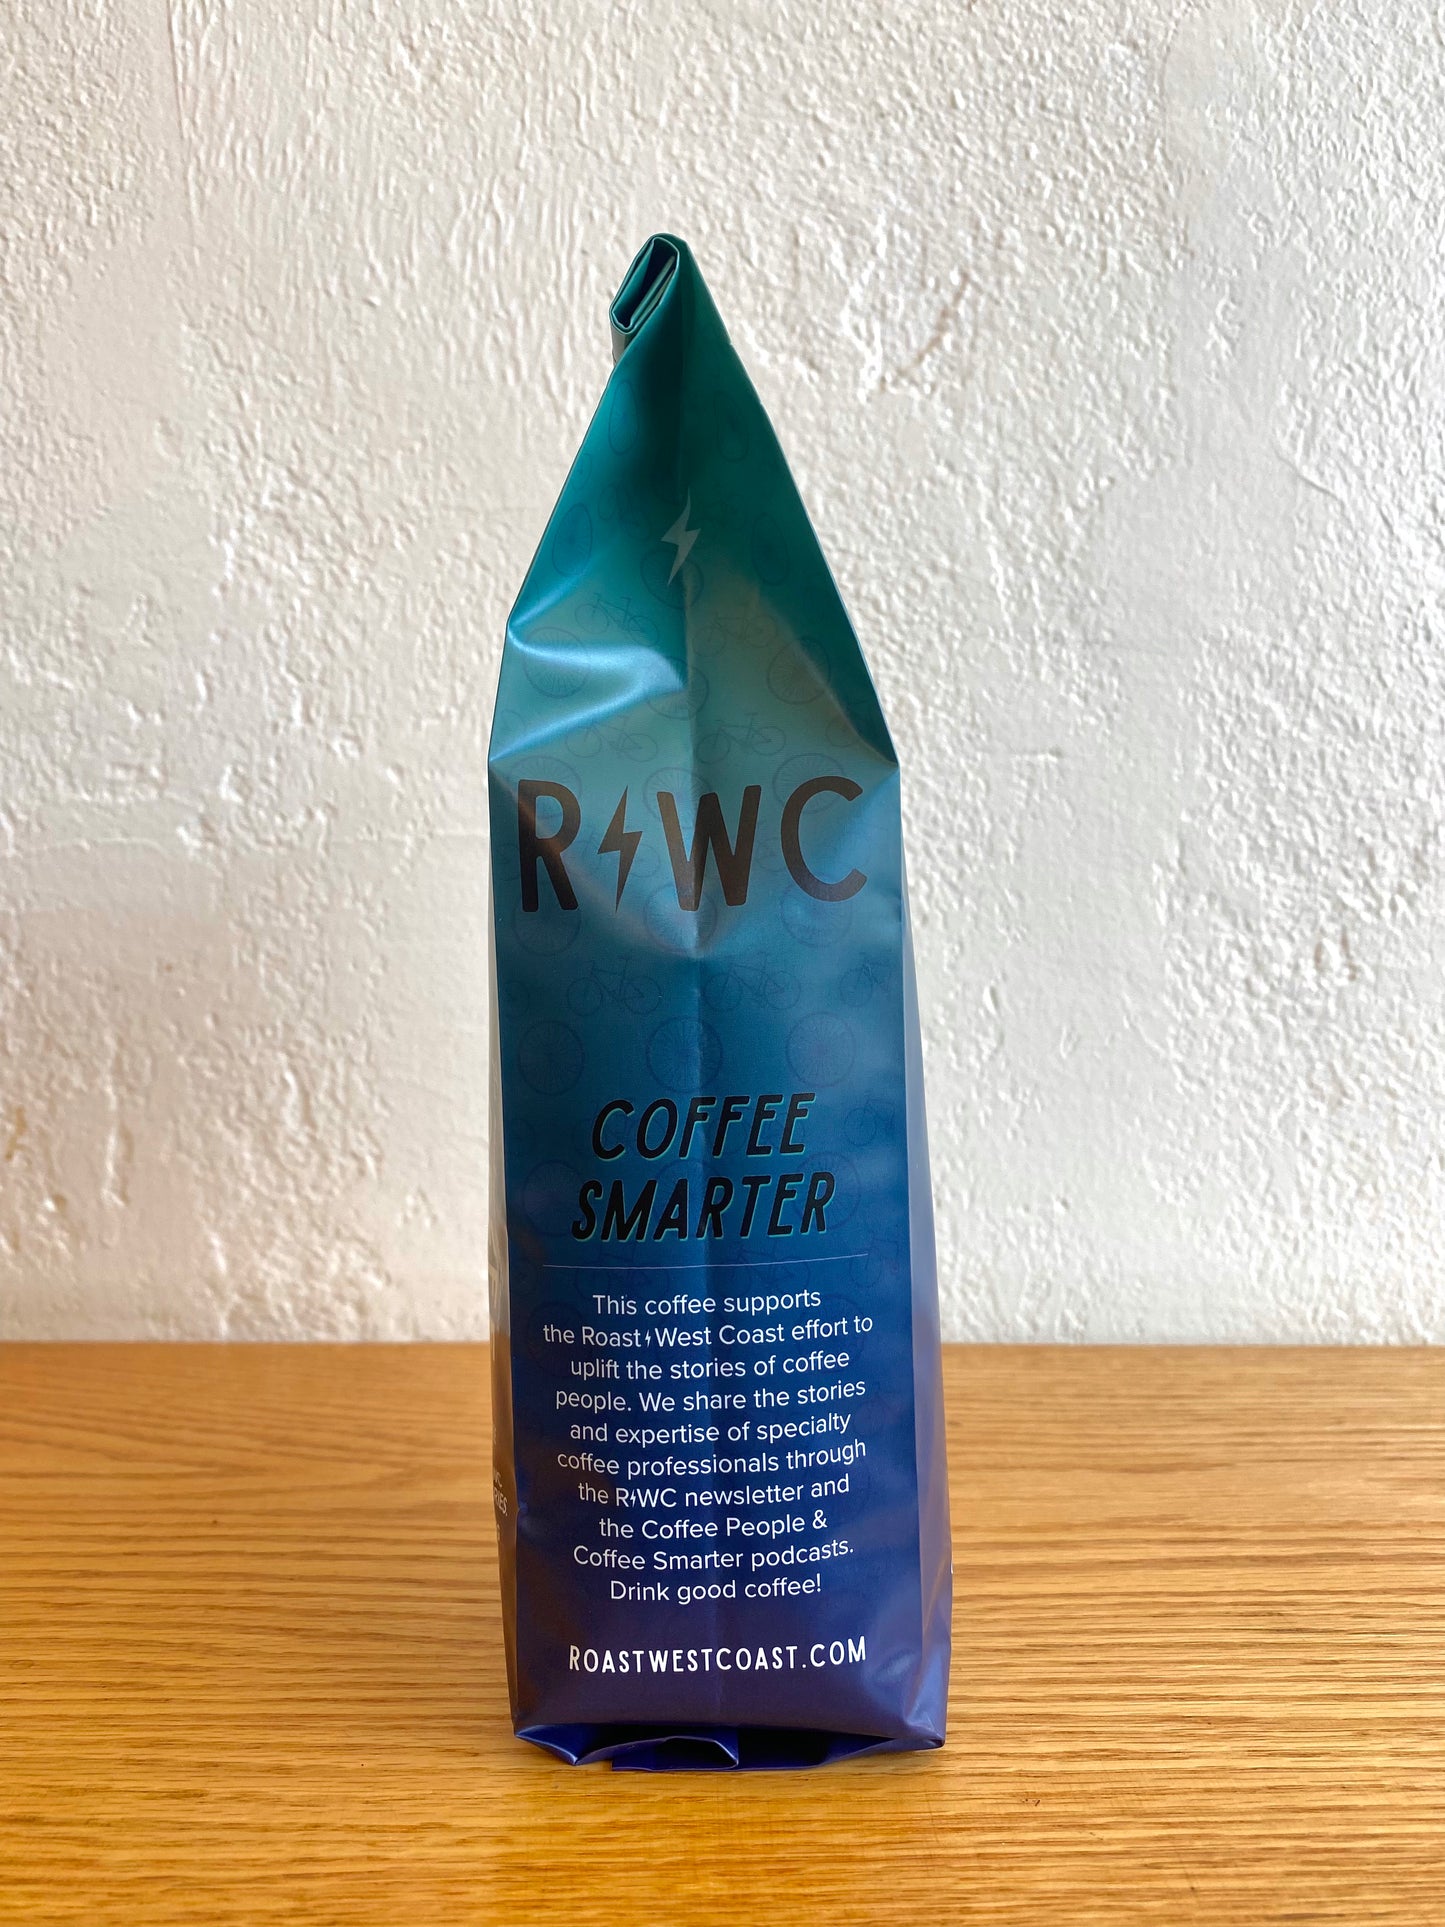 R⚡WC
COFFEE
SMARTER
This coffee supports
the Roast⚡West Coast effort to
uplift the stories of coffee
people. We share the stories
and expertise of specialty
coffee professionals through
the R⚡WC newsletter and
the Coffee People &
Coffee Smarter podcasts.
Drink good coffee!
ROASTWESTCOAST.COM